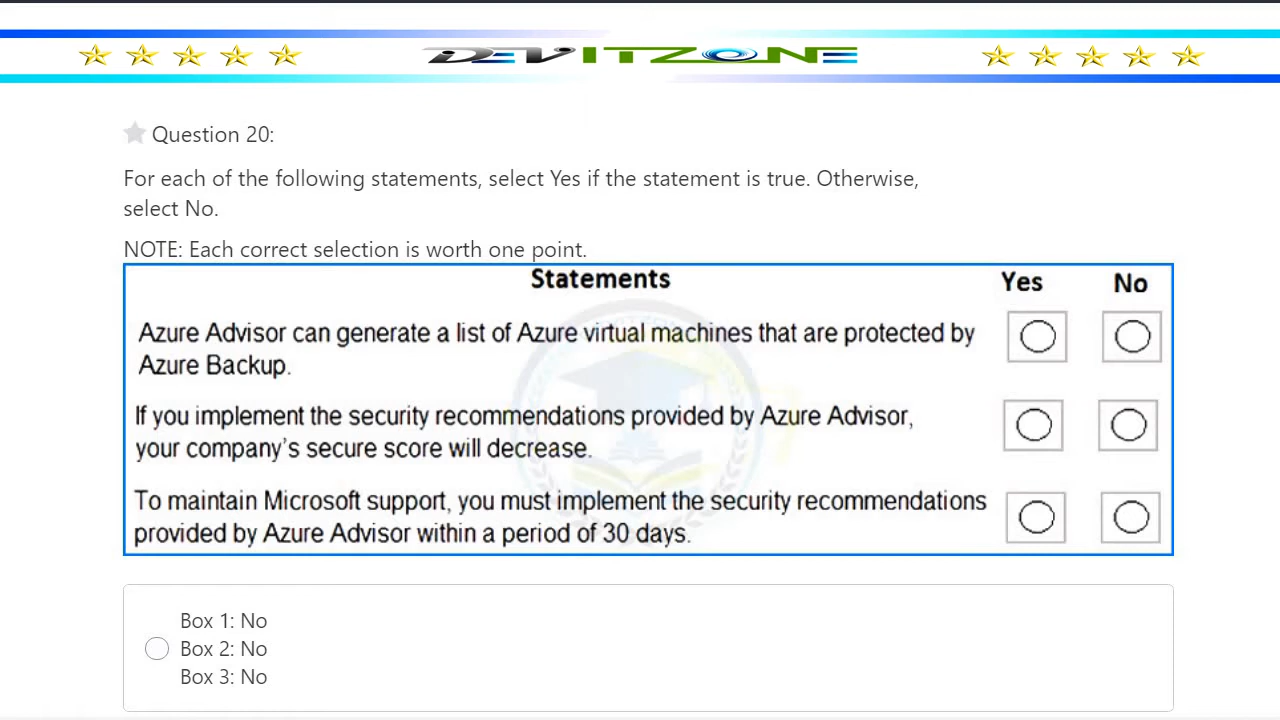 DEVITZONE
Question 20:
For each of the following statements, select Yes if the statement is true. Otherwise,
select No.
NOTE: Each correct selection is worth one point.
Statements Yes No
Azure Advisor can generate a list of Azure virtual machines that are protected by
Azure Backup.
If you implement the security recommendations provided by Azure Advisor,
your company's secure score will decrease.
To maintain Microsoft support, you must implement the security recommendations
provided by Azure Advisor within a period of 30 days.
Box 1: No
Box 2: No
Box 3: No